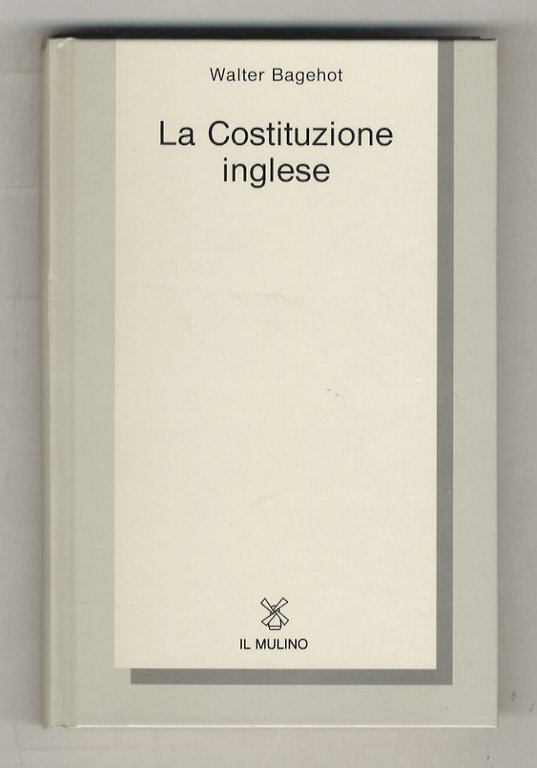 Walter Bagehot
La Costituzione
inglese
IL MULINO